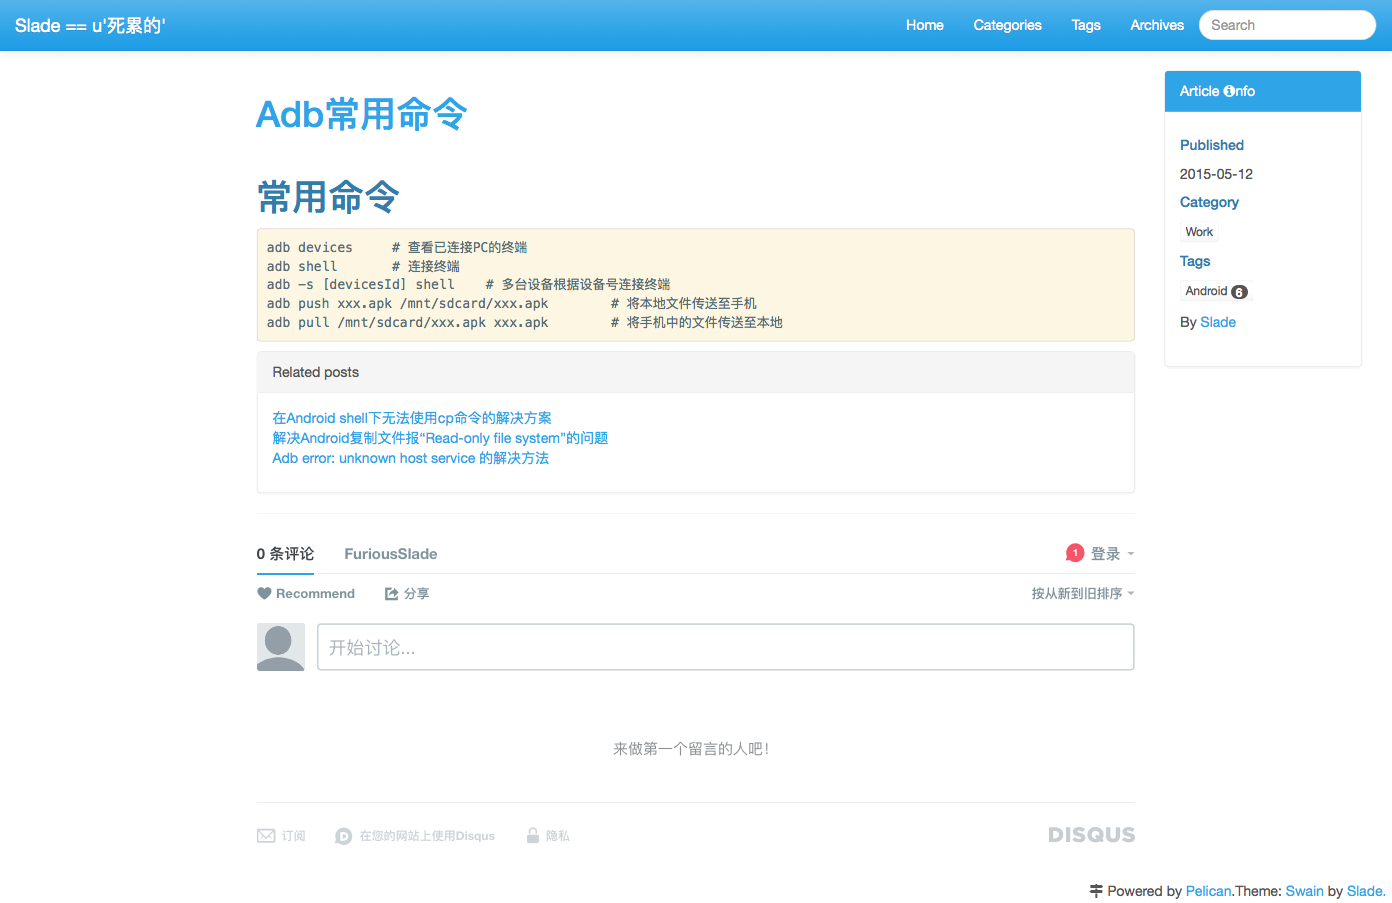 Slade == u'死累的'
Home Categories Tags Archives Search
Adb常用命令
常用命令
adb devices # 查看已连接PC的终端
adb shell # 连接终端
adb -s [devicesId] shell # 多台设备根据设备号连接终端
adb push xxx.apk /mnt/sdcard/xxx.apk # 将本地文件传送至手机
adb pull /mnt/sdcard/xxx.apk xxx.apk # 将手机中的文件传送至本地
Related posts
在Android shell下无法使用cp命令的解决方案
解决Android复制文件报“Read-only file system”的问题
Adb error: unknown host service 的解决方法
Article nfo
Published
2015-05-12
Category
Work
Tags
Android 6
By Slade
0 条评论 FuriousSlade 1 登录
Recommend 分享 按从新到旧排序
开始讨论...
来做第一个留言的人吧！
订阅 在您的网站上使用Disqus 隐私 DISQUS
Powered by Pelican.Theme: Swain by Slade.